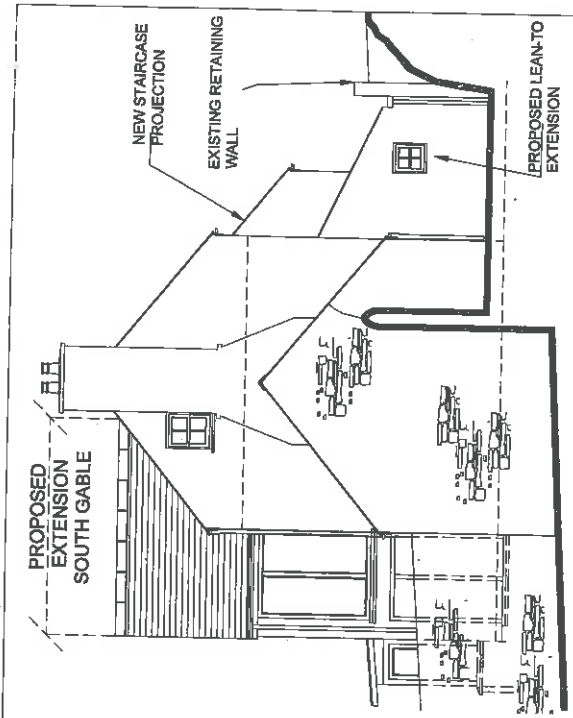 PROPOSED
EXTENSION
SOUTH GABLE
NEW STAIRCASE
PROJECTION
EXISTING RETAINING
WALL
PROPOSED LEAN-TO
EXTENSION